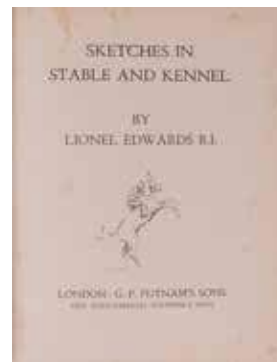 SKETCHES IN
STABLE AND KENNEL
BY
LIONEL EDWARDS R.I.
LONDON: G. P. PUTNAM'S SONS